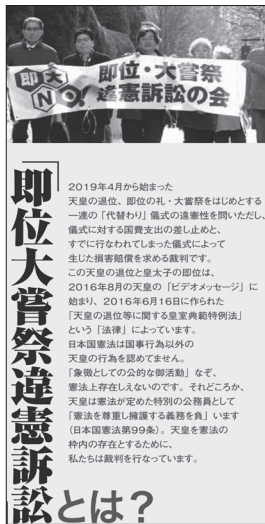 即大
NO!
即位・大嘗祭
違憲訴訟の会
「即位大嘗祭違憲訴訟」とは？
2019年4月から始まった
天皇の退位、即位の礼・大嘗祭をはじめとする
一連の「代替わり」儀式の違憲性を問いただし、
儀式に対する国費支出の差し止めと、
すでに行なわれてしまった儀式によって
生じた損害賠償を求める裁判です。
この天皇の退位と皇太子の即位は、
2016年8月の天皇の「ビデオメッセージ」に
始まり、2016年6月16日に作られた
「天皇の退位等に関する皇室典範特例法」
という「法律」によっています。
日本国憲法は国事行為以外の
天皇の行為を認めてません。
「象徴としての公的な御活動」なぞ、
憲法上存在しえないのです。それどころか、
天皇は憲法が定めた特別の公務員として
「憲法を尊重し擁護する義務を負」います
（日本国憲法第99条）。天皇を憲法の
枠内の存在とするために、
私たちは裁判を行なっています。